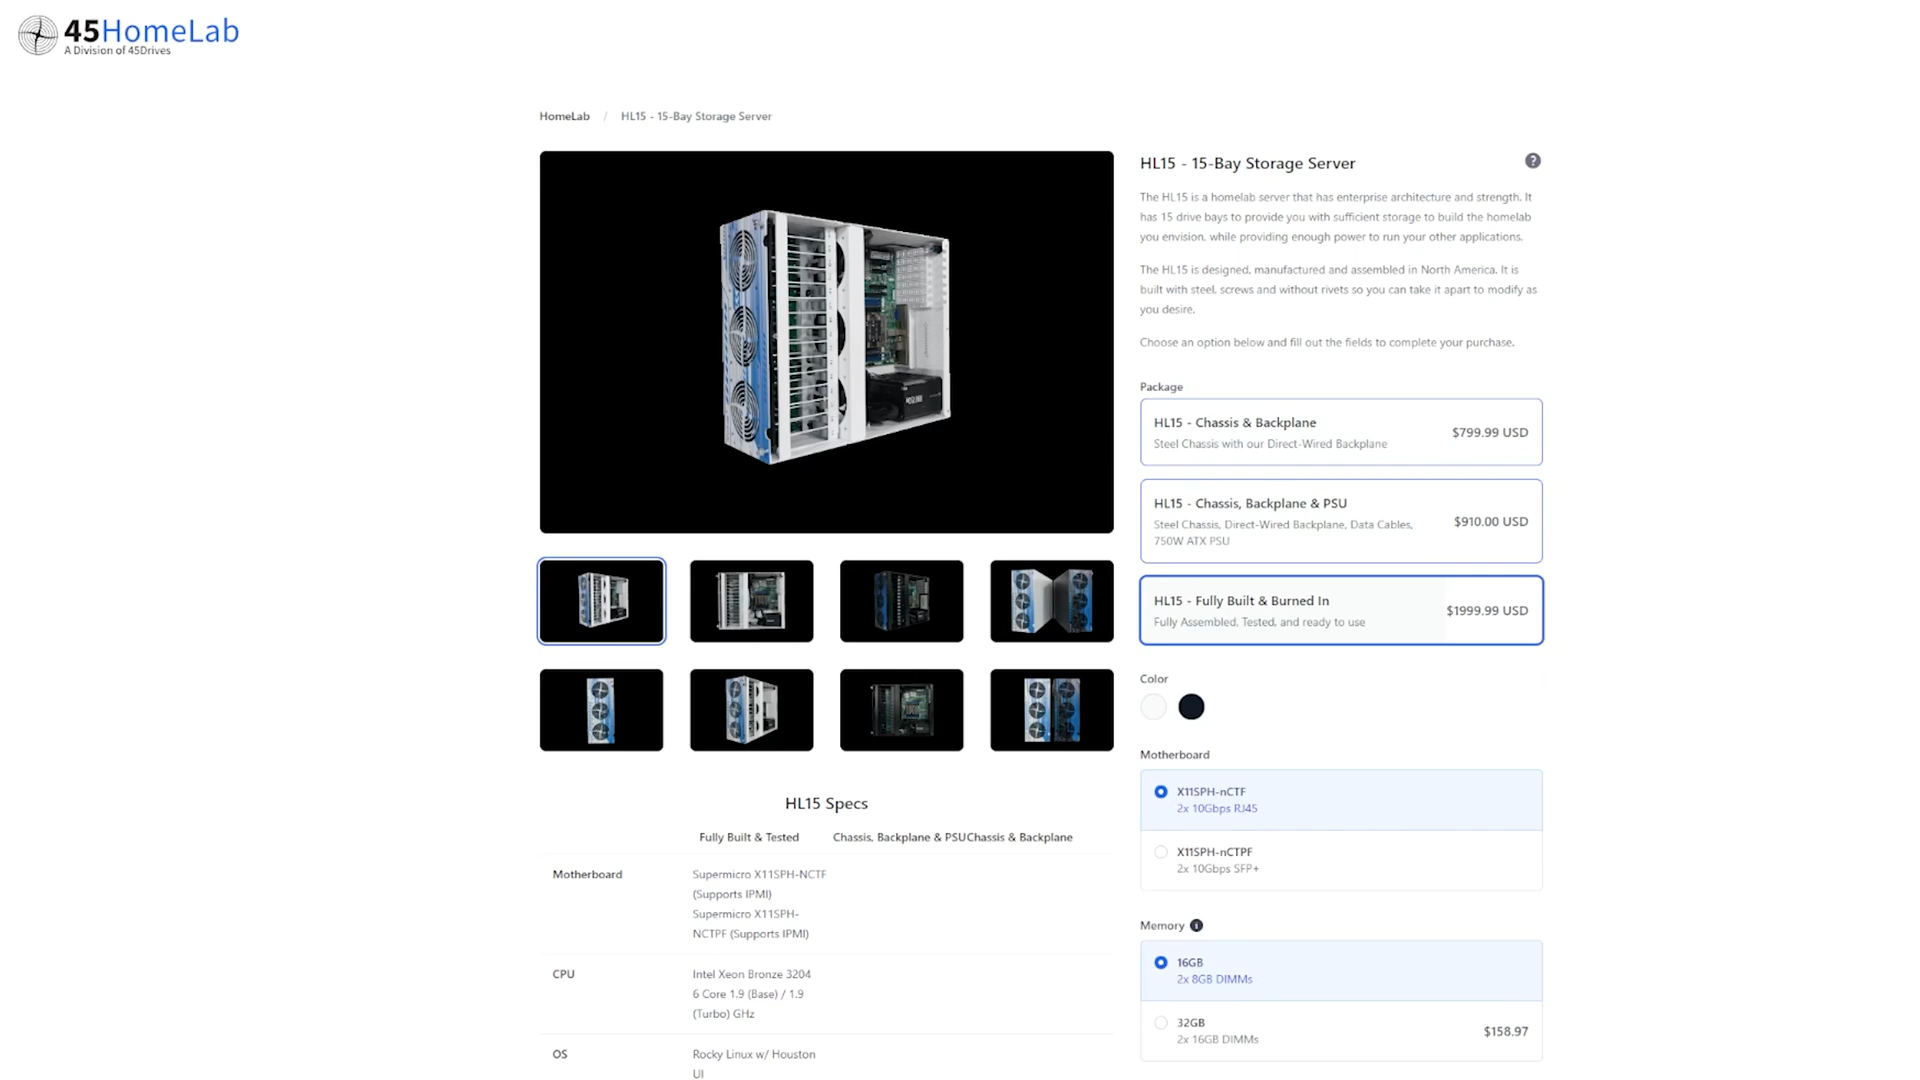 45HomeLab
A Division of 45Drives
HomeLab / HL15 - 15-Bay Storage Server
HL15 - 15-Bay Storage Server
?
The HL15 is a homelab server that has enterprise architecture and strength. It
has 15 drive bays to provide you with sufficient storage to build the homelab
you envision, while providing enough power to run your other applications.
The HL15 is designed, manufactured and assembled in North America. It is
built with steel, screws and without rivets so you can take it apart to modify as
you desire.
Choose an option below and fill out the fields to complete your purchase.
Package
HL15 - Chassis & Backplane
Steel Chassis with our Direct-Wired Backplane
$799.99 USD
HL15 - Chassis, Backplane & PSU
Steel Chassis, Direct-Wired Backplane, Data Cables,
750W ATX PSU
$910.00 USD
HL15 - Fully Built & Burned In
Fully Assembled, Tested, and ready to use
$1999.99 USD
Color
Motherboard
X11SPH-nCTF
2x 10Gbps RJ45
X11SPH-nCTPF
2x 10Gbps SFP+
Memory i
16GB
2x 8GB DIMMs
32GB
2x 16GB DIMMs
$158.97
HL15 Specs
Fully Built & Tested Chassis, Backplane & PSU Chassis & Backplane
Motherboard
Supermicro X11SPH-NCTF
(Supports IPMI)
Supermicro X11SPH-
NCTPF (Supports IPMI)
CPU
Intel Xeon Bronze 3204
6 Core 1.9 (Base) / 1.9
(Turbo) GHz
OS
Rocky Linux w/ Houston
UI